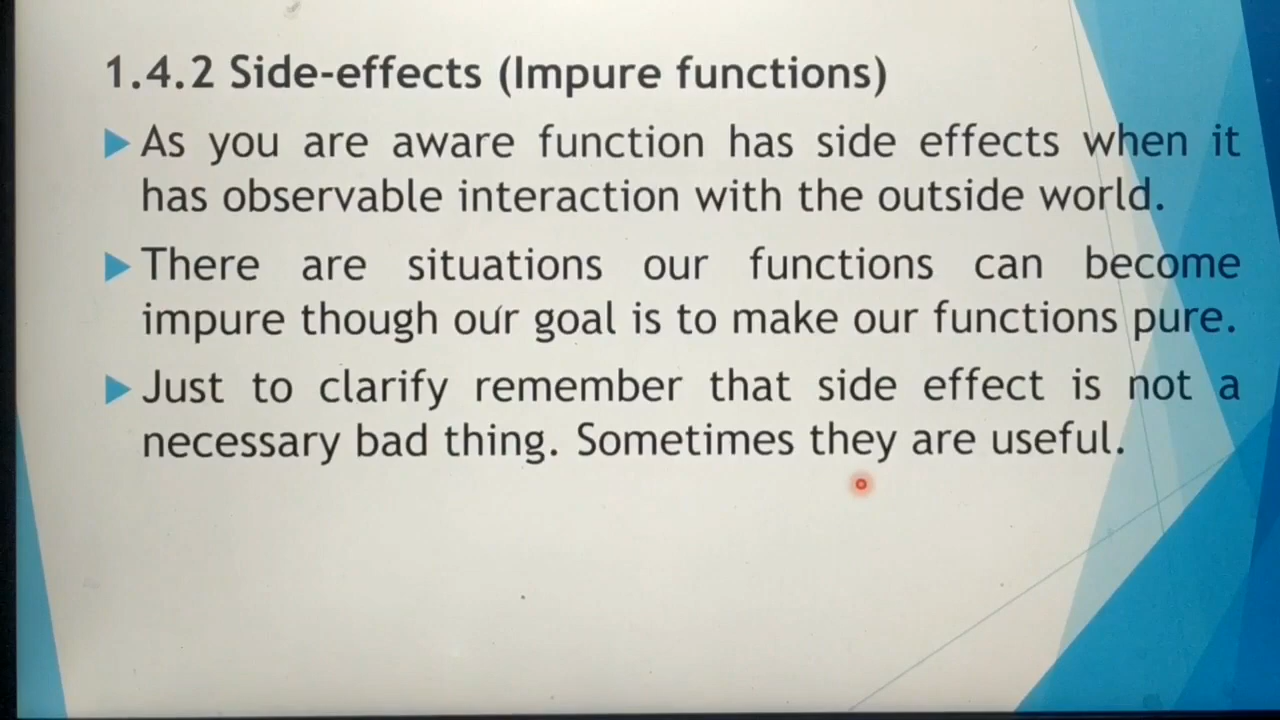 1.4.2 Side-effects (Impure functions)
As you are aware function has side effects when it
has observable interaction with the outside world.
There are situations our functions can become
impure though our goal is to make our functions pure.
Just to clarify remember that side effect is not a
necessary bad thing. Sometimes they are useful.